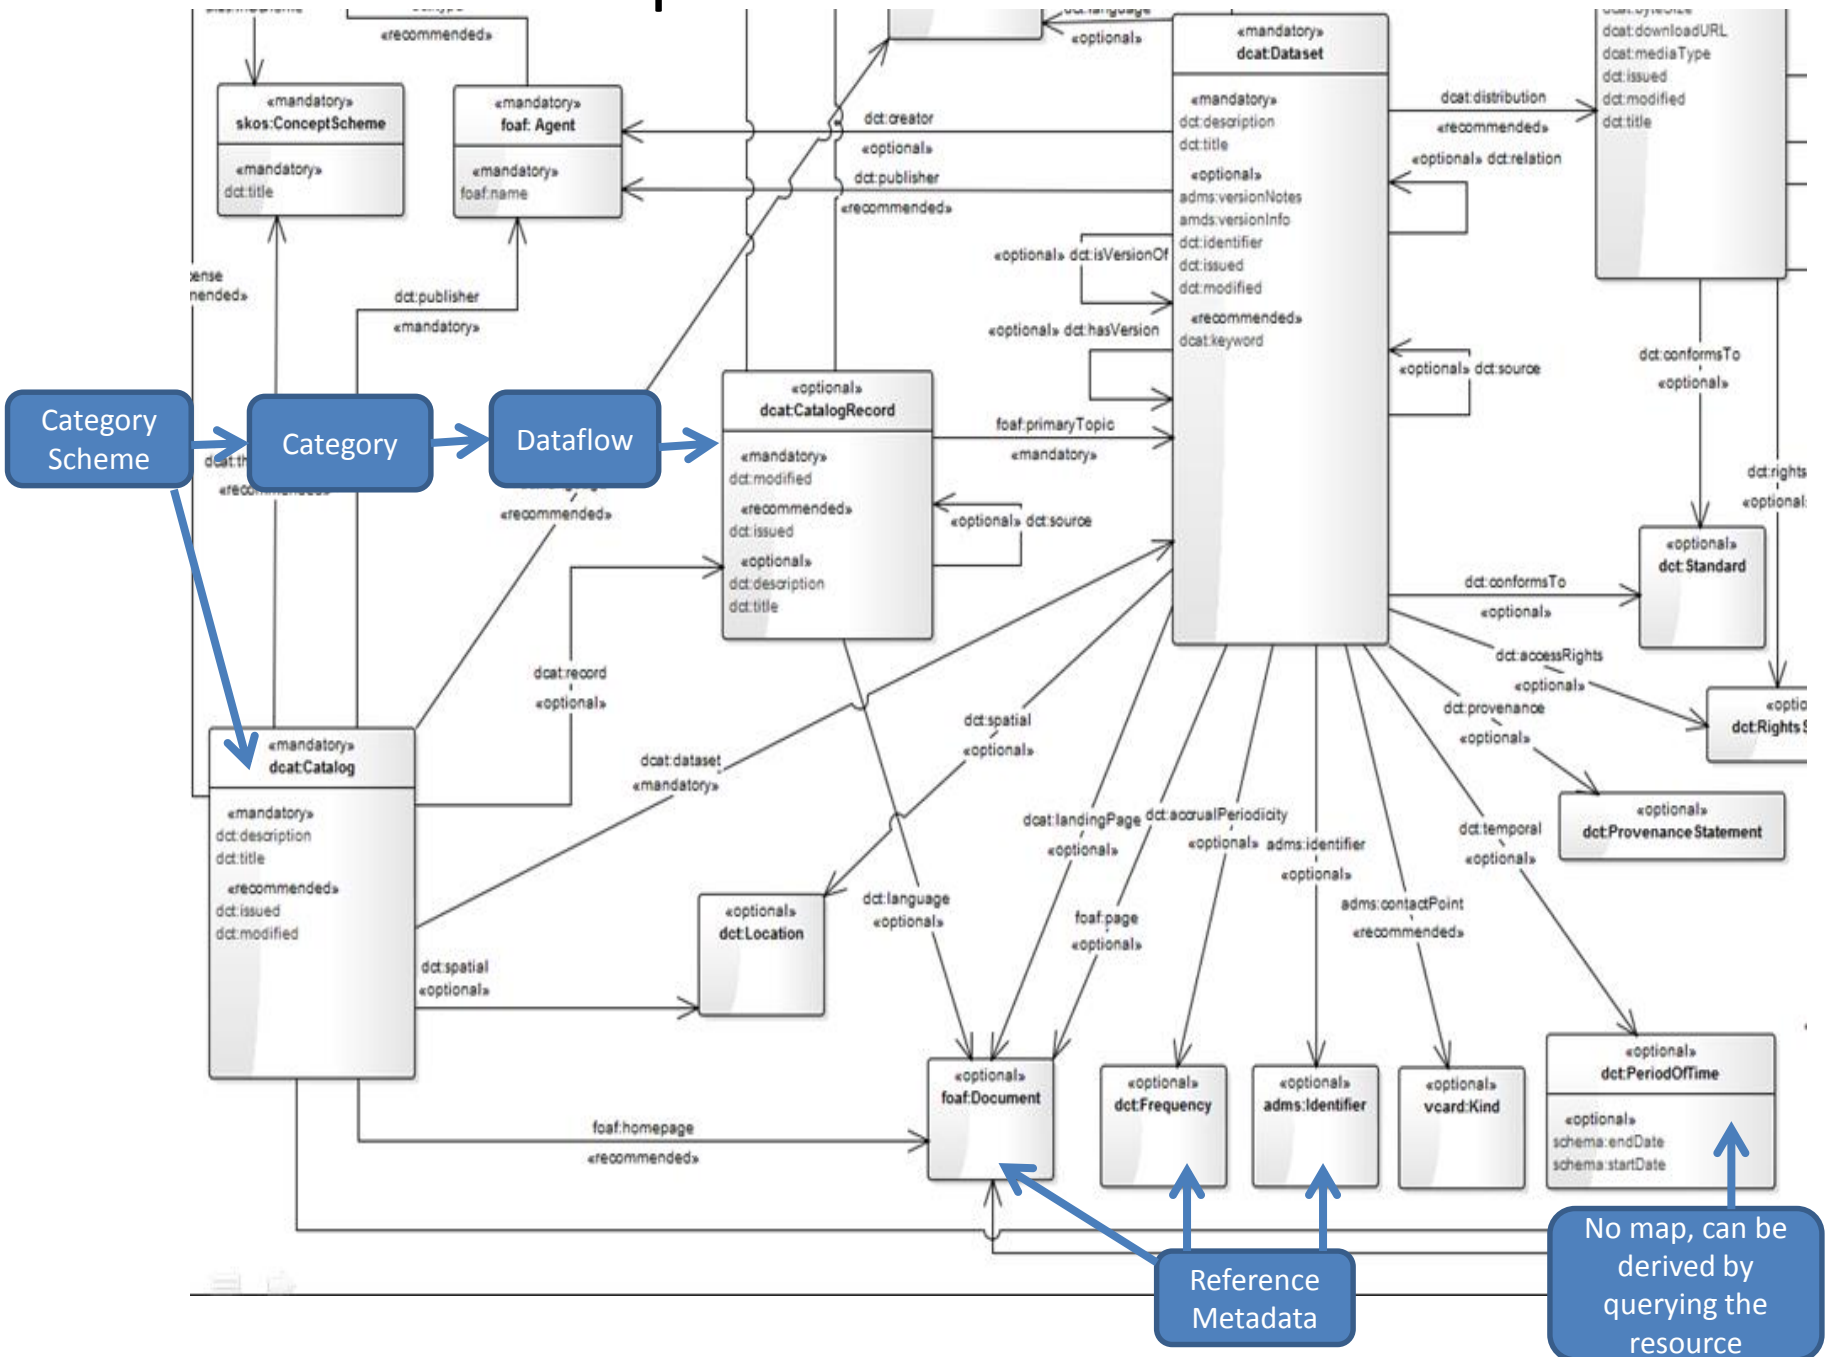 «recommended»
«mandatory»
skos:ConceptScheme
«mandatory»
dct:title
«mandatory»
foaf: Agent
«mandatory»
foaf:name
dct:creator
«optional»
dct:publisher
«recommended»
«optional»
«mandatory»
dcat:Dataset
«mandatory»
dct:description
dct:title
«optional»
adms:versionNotes
amds:versionInfo
dct:identifier
dct:issued
dct:modified
«recommended»
dcat:keyword
dcat:downloadURL
dcat:mediaType
dct:issued
dct:modified
dct:title
dcat:distribution
«recommended»
«optional» dct:relation
«optional» dct:isVersionOf
«optional» dct:hasVersion
«optional» dct:source
dct:conformsTo
«optional»
dct:rights
«optional»
dct:publisher
«mandatory»
Category
Scheme
Category
Dataflow
«recommended»
«optional»
dcat:CatalogRecord
«mandatory»
dct:modified
«recommended»
dct:issued
«optional»
dct:description
dct:title
foaf:primaryTopic
«mandatory»
«optional» dct:source
«optional»
dct:Standard
dct:conformsTo
«optional»
dct:accessRights
«optional»
dct:Rights S
dct:provenance
«optional»
«optional»
dct:Provenance Statement
dcat:record
«optional»
dcat:dataset
«mandatory»
dct:spatial
«optional»
«mandatory»
dcat:Catalog
«mandatory»
dct:description
dct:title
«recommended»
dct:issued
dct:modified
dct:spatial
«optional»
«optional»
dct:Location
dct:language
«optional»
dcat:landingPage
«optional»
foaf:page
«optional»
dct:accrualPeriodicity
«optional»
adms:identifier
«optional»
adms:contactPoint
«recommended»
dct:temporal
«optional»
foaf:homepage
«recommended»
«optional»
foaf:Document
«optional»
dct:Frequency
«optional»
adms:Identifier
«optional»
vcard:Kind
«optional»
dct:PeriodOfTime
«optional»
schema:endDate
schema:startDate
Reference
Metadata
No map, can be
derived by
querying the
resource